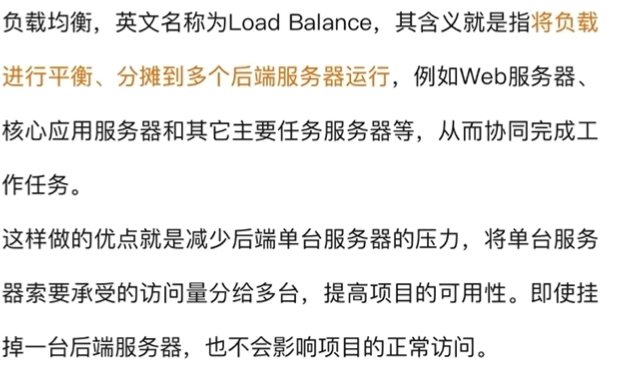 负载均衡，英文名称为Load Balance，其含义就是指将负载
进行平衡、分摊到多个后端服务器运行，例如Web服务器、
核心应用服务器和其它主要任务服务器等，从而协同完成工
作任务。
这样做的优点就是减少后端单台服务器的压力，将单台服务
器索要承受的访问量分给多台，提高项目的可用性。即使挂
掉一台后端服务器，也不会影响项目的正常访问。